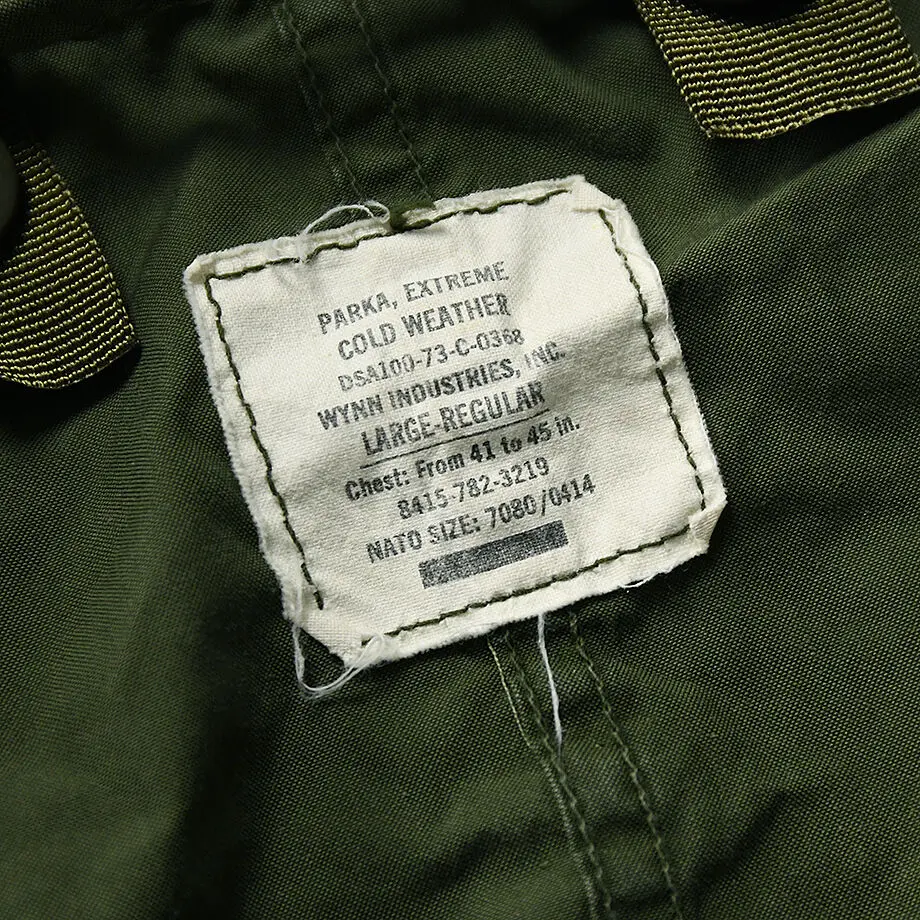 PARKA, EXTREME
COLD WEATHER
DSA100-73-C-0368
WYNN INDUSTRIES, INC.
LARGE-REGULAR
Chest: From 41 to 45 in.
8415-782-3219
NATO SIZE: 7080/0414